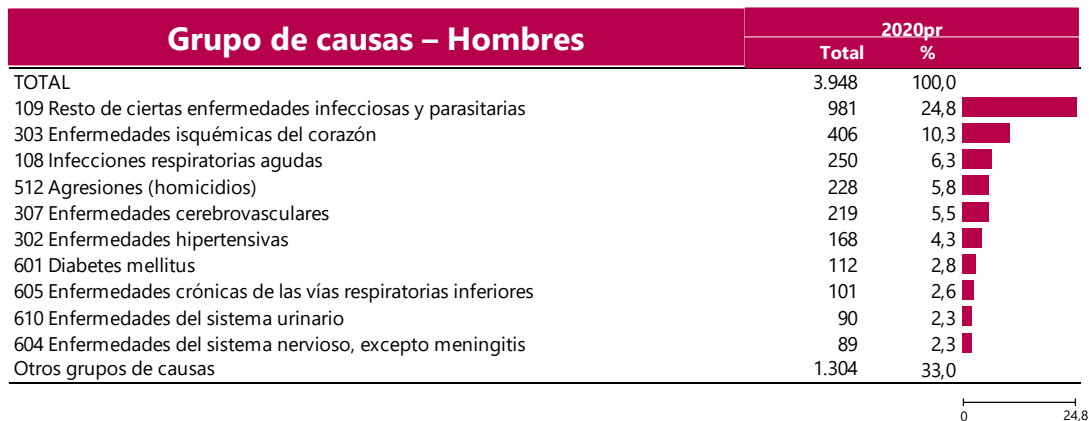 Grupo de causas – Hombres
2020pr
Total %
TOTAL 3.948 100,0
109 Resto de ciertas enfermedades infecciosas y parasitarias 981 24,8
303 Enfermedades isquémicas del corazón 406 10,3
108 Infecciones respiratorias agudas 250 6,3
512 Agresiones (homicidios) 228 5,8
307 Enfermedades cerebrovasculares 219 5,5
302 Enfermedades hipertensivas 168 4,3
601 Diabetes mellitus 112 2,8
605 Enfermedades crónicas de las vías respiratorias inferiores 101 2,6
610 Enfermedades del sistema urinario 90 2,3
604 Enfermedades del sistema nervioso, excepto meningitis 89 2,3
Otros grupos de causas 1.304 33,0
0 24,8